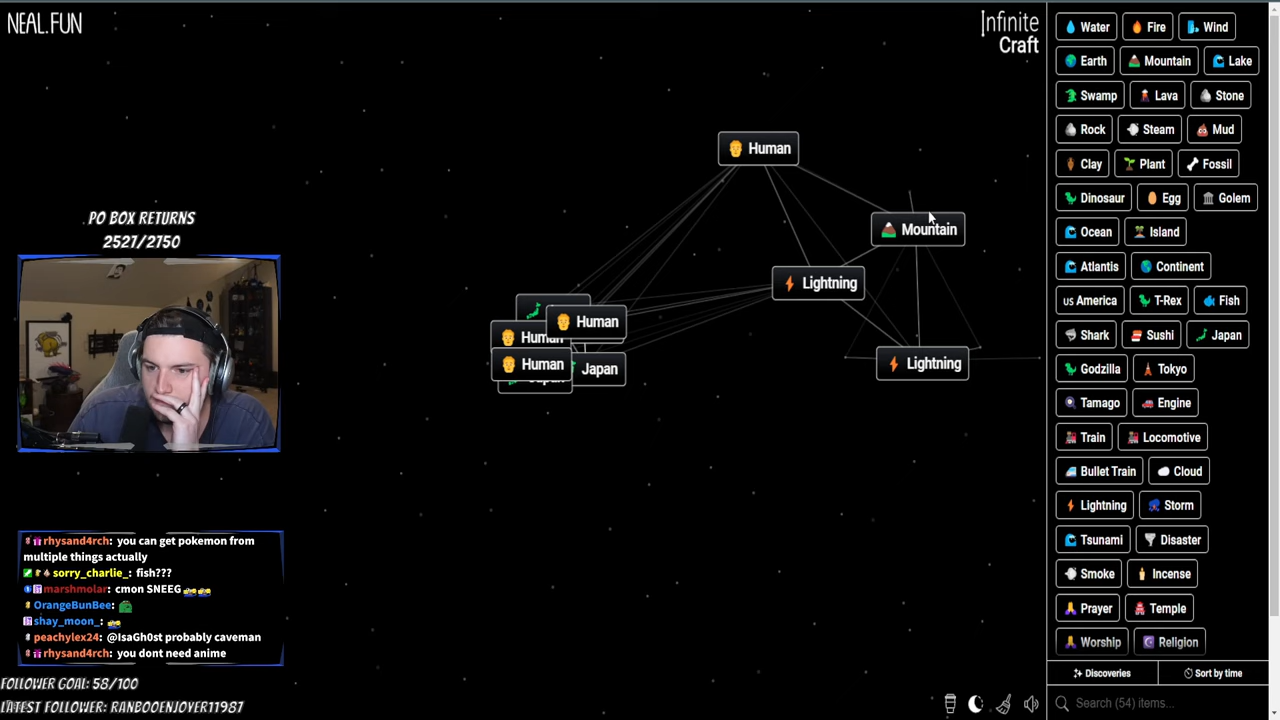 NEAL.FUN
Infinite
Craft
Human
Mountain
Lightning
Human
Human
Human
Japan
Lightning
PO BOX RETURNS
2527/2750
rhysand4rch: you can get pokemon from
multiple things actually
sorry_charlie_: fish???
marshmolar: cmon SNEEG
OrangeBunBee:
shay_moon_:
peachylex24: @IsaGh0st probably caveman
rhysand4rch: you dont need anime
FOLLOWER GOAL: 58/100
LATEST FOLLOWER: RANBOOENJOYER11987
Water Fire Wind
Earth Mountain Lake
Swamp Lava Stone
Rock Steam Mud
Clay Plant Fossil
Dinosaur Egg Golem
Ocean Island
Atlantis Continent
US America T-Rex Fish
Shark Sushi Japan
Godzilla Tokyo
Tamago Engine
Train Locomotive
Bullet Train Cloud
Lightning Storm
Tsunami Disaster
Smoke Incense
Prayer Temple
Worship Religion
Discoveries Sort by time
Search (54) items...